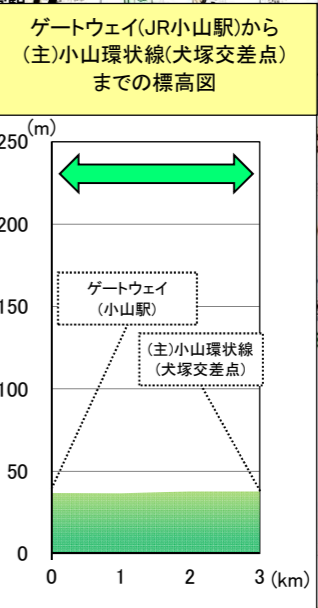 ゲートウェイ(JR小山駅)から
(主)小山環状線(犬塚交差点)
までの標高図
(m)
250
200
ゲートウェイ
(小山駅)
150
(主)小山環状線
(犬塚交差点)
100
50
0
0 1 2 3 (km)